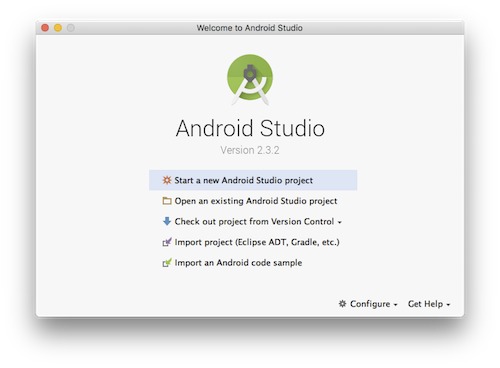 Welcome to Android Studio
Android Studio
Version 2.3.2
Start a new Android Studio project
Open an existing Android Studio project
Check out project from Version Control
Import project (Eclipse ADT, Gradle, etc.)
Import an Android code sample
Configure Get Help